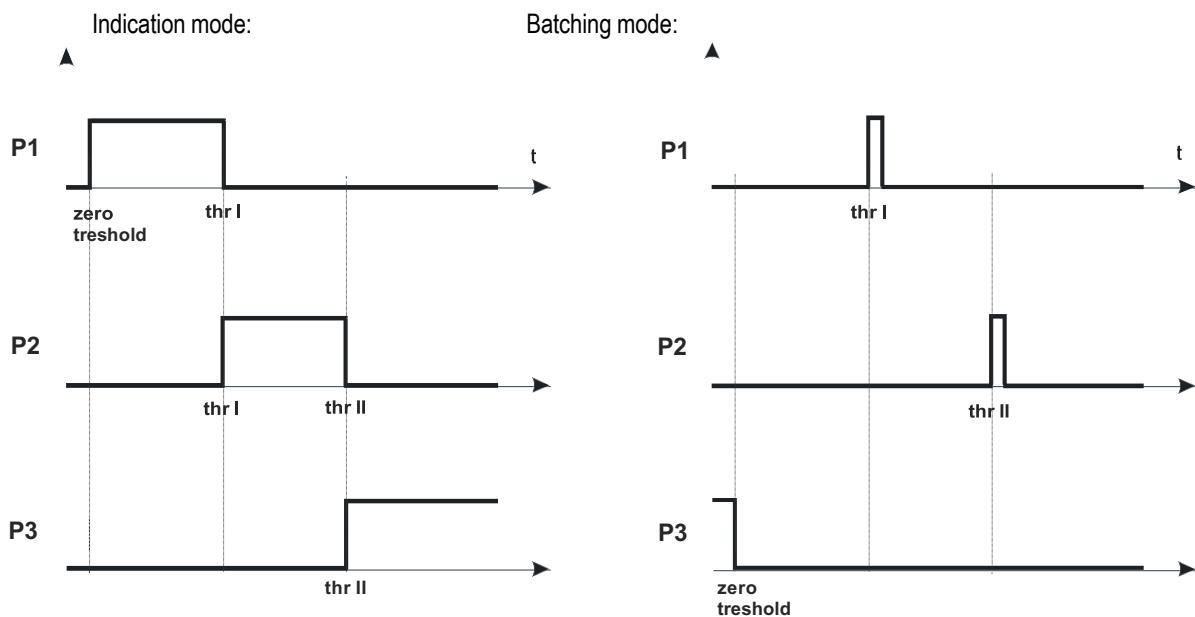 Indication mode:
P1
t
zero
treshold
thr I
P2
thr I
thr II
P3
thr II
Batching mode:
P1
t
thr I
P2
thr II
P3
zero
treshold